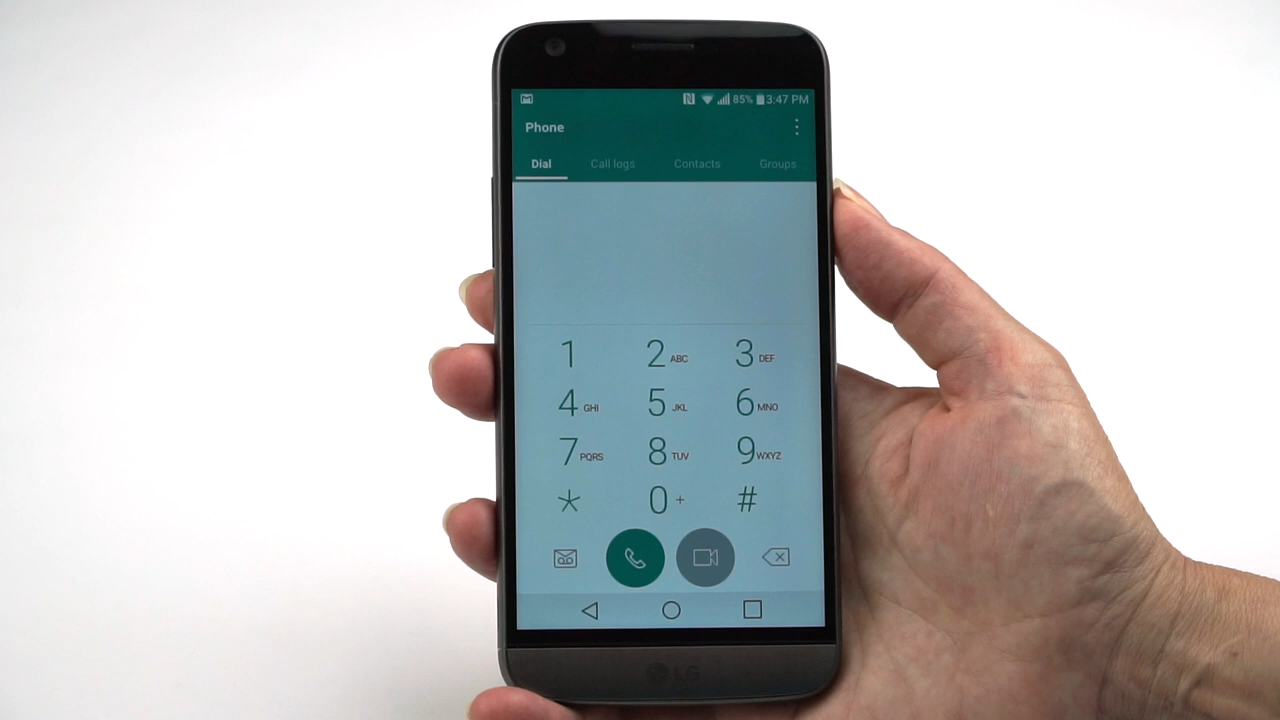 85% 3:47 PM
Phone
Dial Call logs Contacts Groups
1 2 ABC 3 DEF
4 GHI 5 JKL 6 MNO
7 PQRS 8 TUV 9 WXYZ
* 0 + #
LG